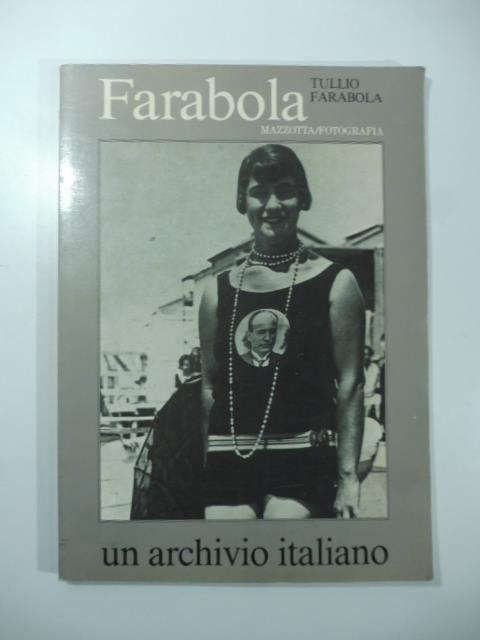 Farabola
TULLIO
FARABOLA
MAZZOTTA/FOTOGRAFIA
un archivio italiano